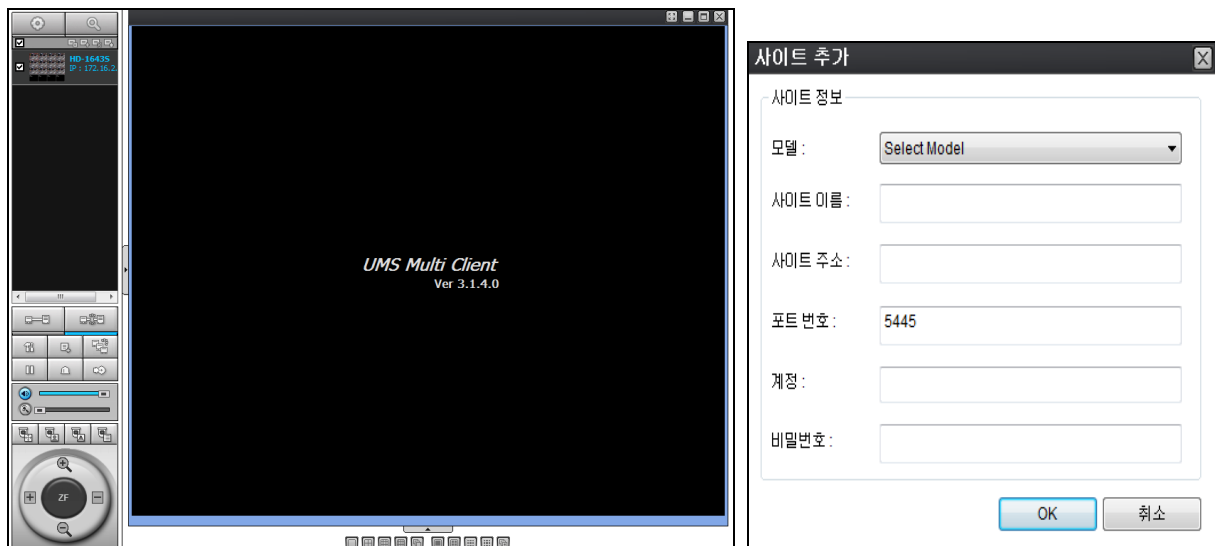 HD-1643S
IP : 172.16.2.
UMS Multi Client
Ver 3.1.4.0
ZF
사이트 추가
사이트 정보
모델 :
Select Model
사이트 이름 :
사이트 주소 :
포트 번호 :
5445
계정 :
비밀번호 :
OK
취소